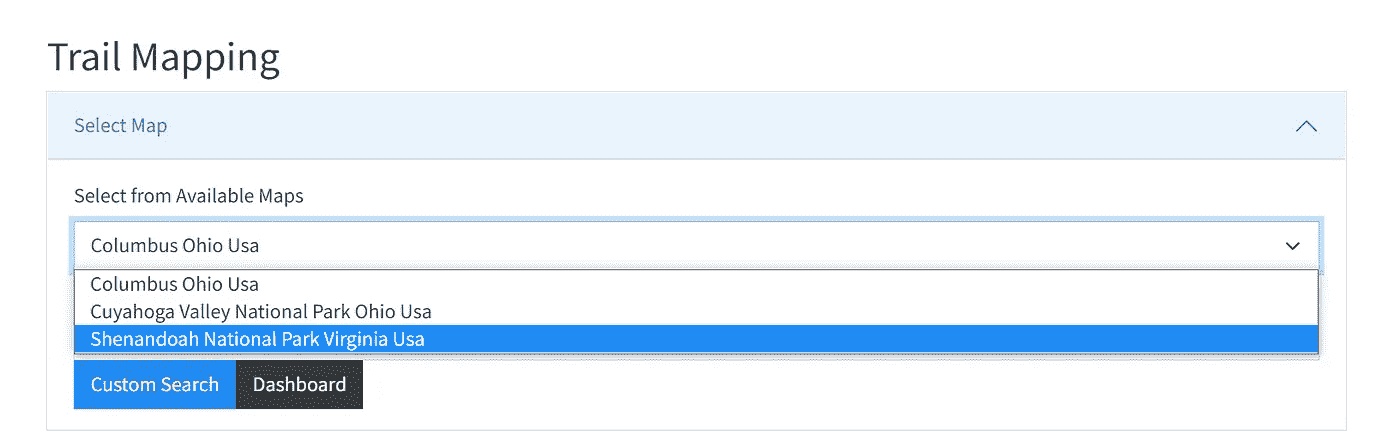 Trail Mapping
Select Map
Select from Available Maps
Columbus Ohio Usa
Columbus Ohio Usa
Cuyahoga Valley National Park Ohio Usa
Shenandoah National Park Virginia Usa
Custom Search Dashboard